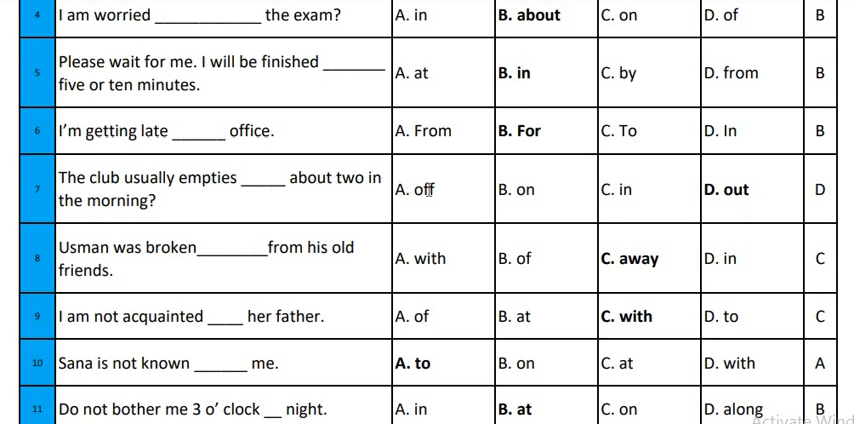 4 I am worried ____________ the exam? A. in B. about C. on D. of B
5 Please wait for me. I will be finished _______ A. at B. in C. by D. from B
five or ten minutes.
6 I’m getting late ______ office. A. From B. For C. To D. In B
7 The club usually empties _____ about two in A. off B. on C. in D. out D
the morning?
8 Usman was broken________from his old A. with B. of C. away D. in C
friends.
9 I am not acquainted ____ her father. A. of B. at C. with D. to C
10 Sana is not known ______ me. A. to B. on C. at D. with A
11 Do not bother me 3 o’ clock __ night. A. in B. at C. on D. along B
Activate Wind